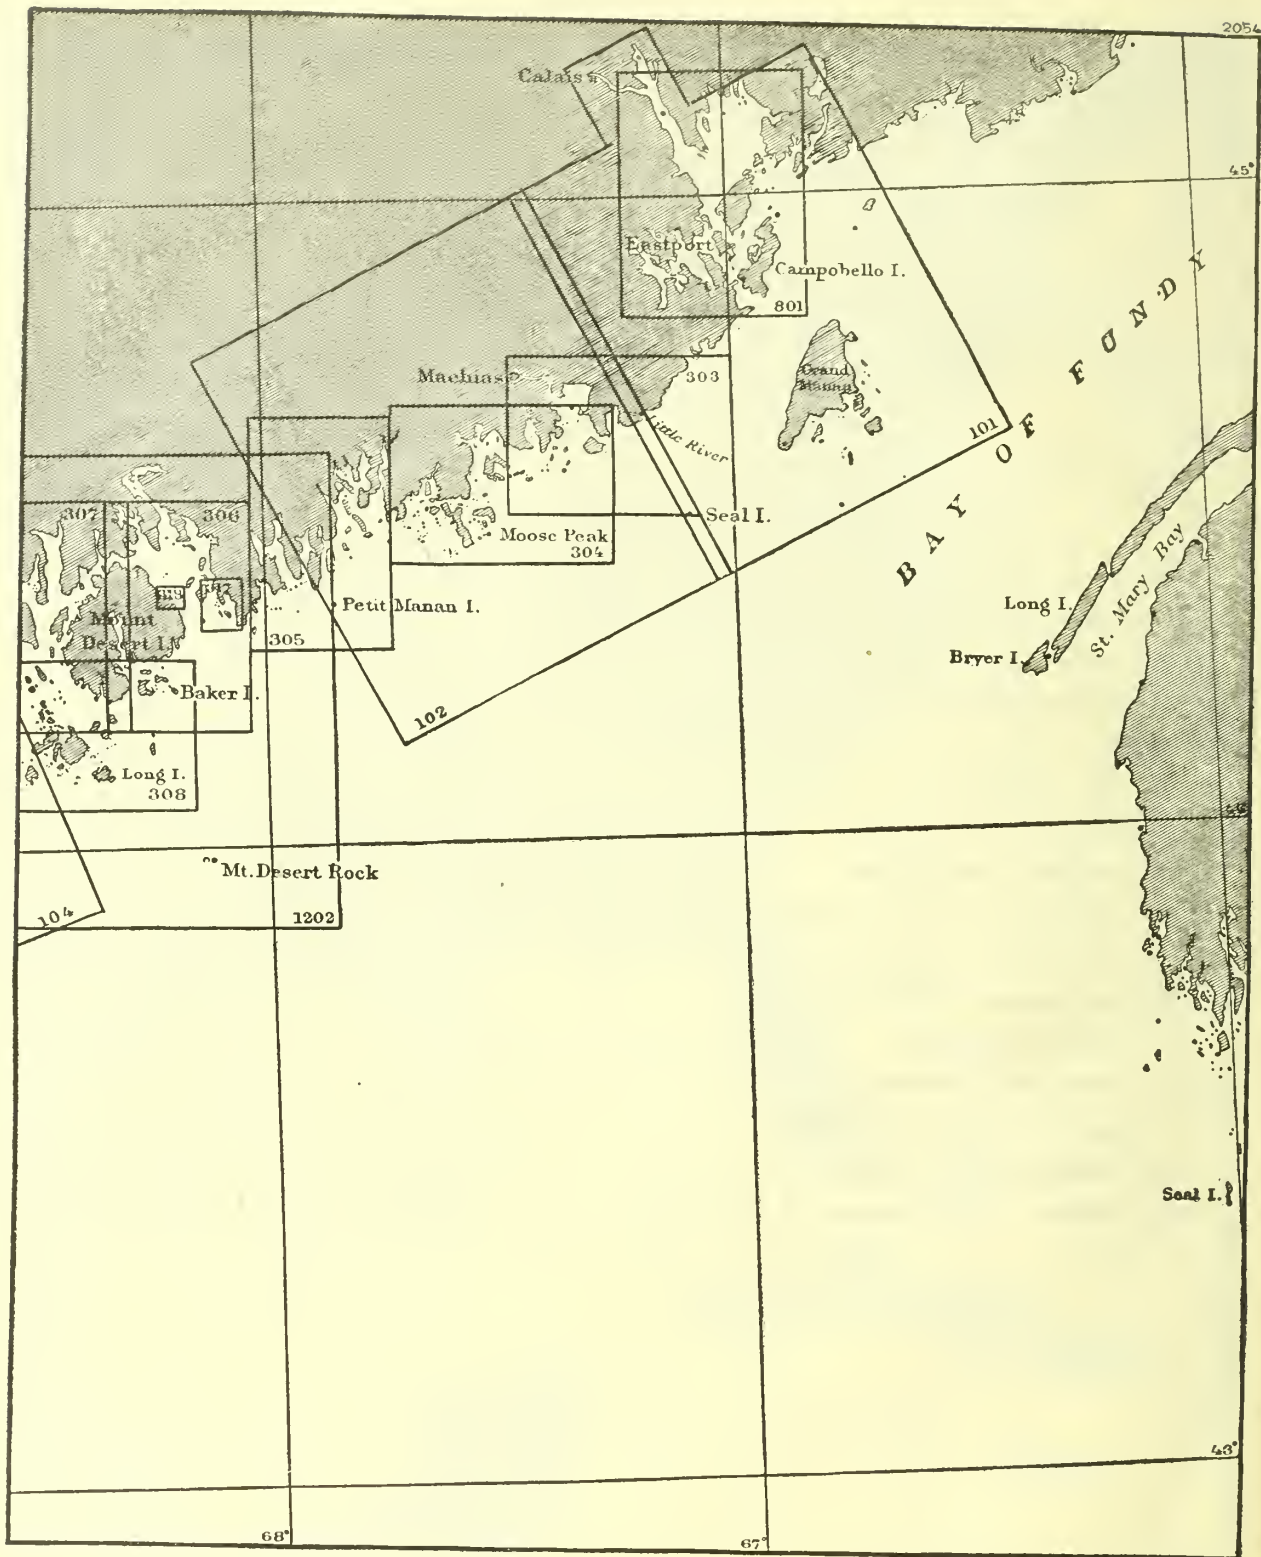 2054
Calais
45°
Eastport
Campobello I.
801
BAY OF FUNDY
Machias
303
Grand
Manan
101
Little River
307
306
Seal I.
Moose Peak
304
St. Mary Bay
Long I.
Petit Manan I.
Mount
Desert I.
305
Bryer I.
Baker I.
102
Long I.
308
Mt. Desert Rock
104
1202
Seal I.
43°
68°
67°